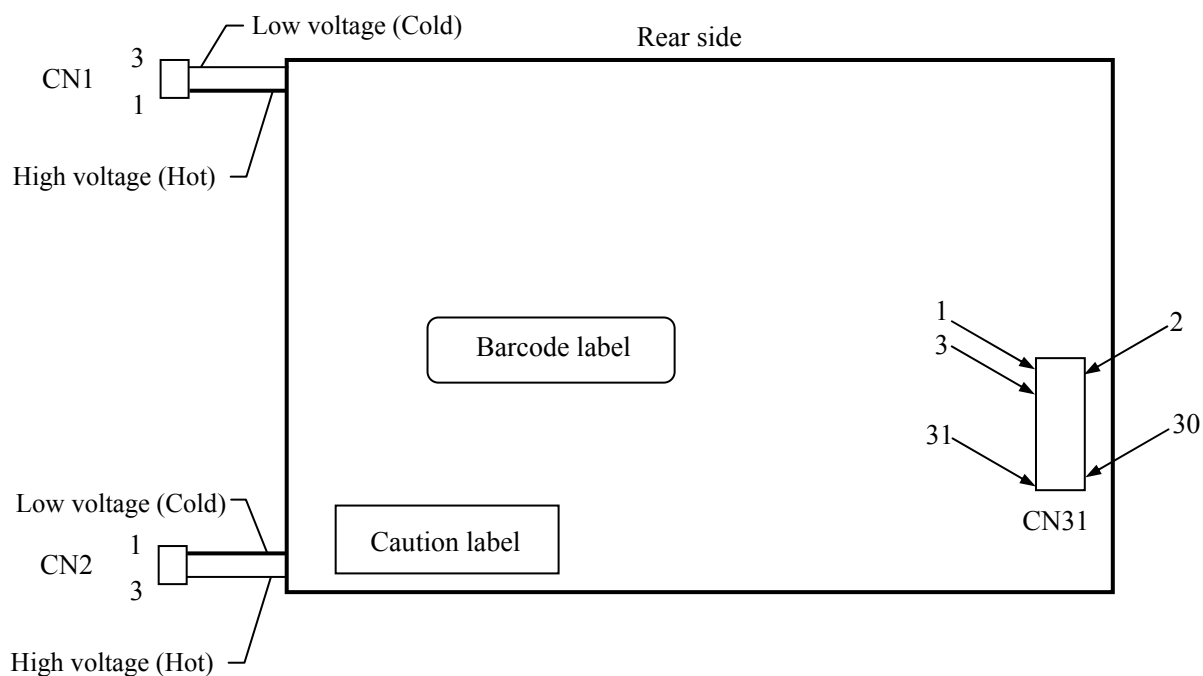 Low voltage (Cold)
Rear side
3
CN1
1
High voltage (Hot)
1
2
Barcode label
3
31
30
Low voltage (Cold)
CN31
Caution label
1
CN2
3
High voltage (Hot)